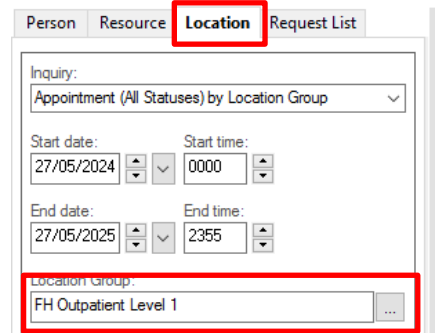 Person Resource Location Request List
Inquiry:
Appointment (All Statuses) by Location Group
Start date: Start time:
27/05/2024 0000
End date: End time:
27/05/2025 2355
Location Group:
FH Outpatient Level 1 ...